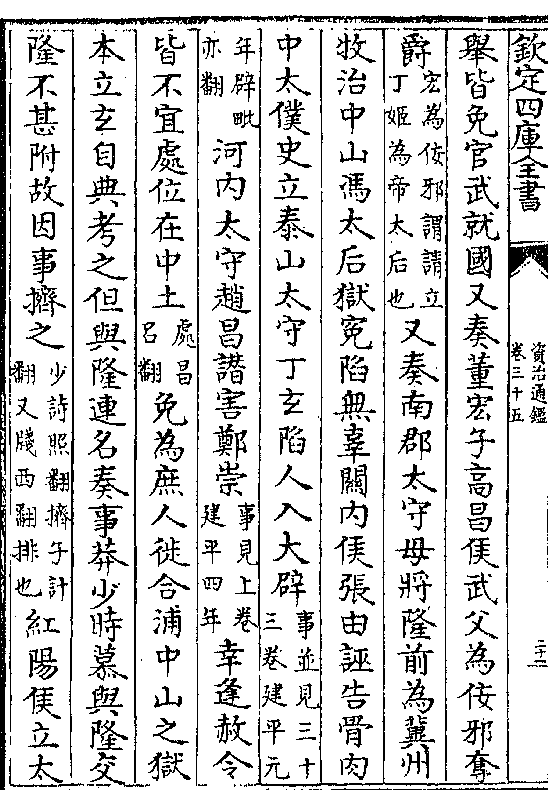 欽定四庫全書
資治通鑑
卷三十五
二十二
舉皆免官武就國又奏董宏子高昌侯武父為佞邪奪
爵宏為佞邪謂請立丁姬為帝太后也又奏南郡太守毋將隆前為冀州
牧治中山馮太后獄寃陷無辜關內侯張由誣告骨肉
中太僕史立泰山太守丁玄陷人入大辟事並見三十三卷建平元
年辟毗亦翻河內太守趙昌譖害鄭崇事見上卷建平四年幸逢赦令
皆不宜處位在中土處昌呂翻免為庶人徙合浦中山之獄
本立玄自典考之但與隆連名奏事莽少時慕與隆交
隆不甚附故因事擠之少詩照翻擠子計翻又牋西翻排也紅陽侯立太